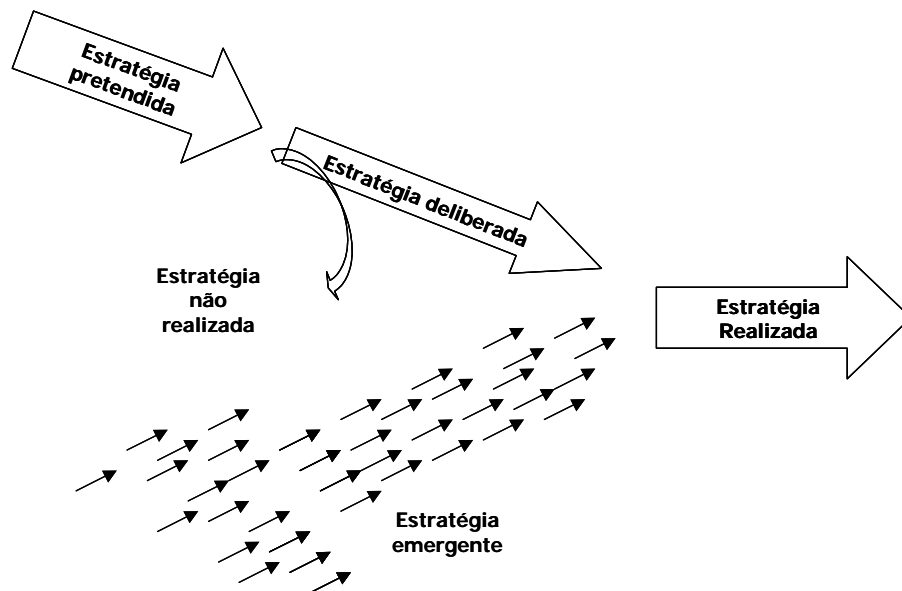 Estratégia
pretendida
Estratégia deliberada
Estratégia
não
realizada
Estratégia
Realizada
Estratégia
emergente